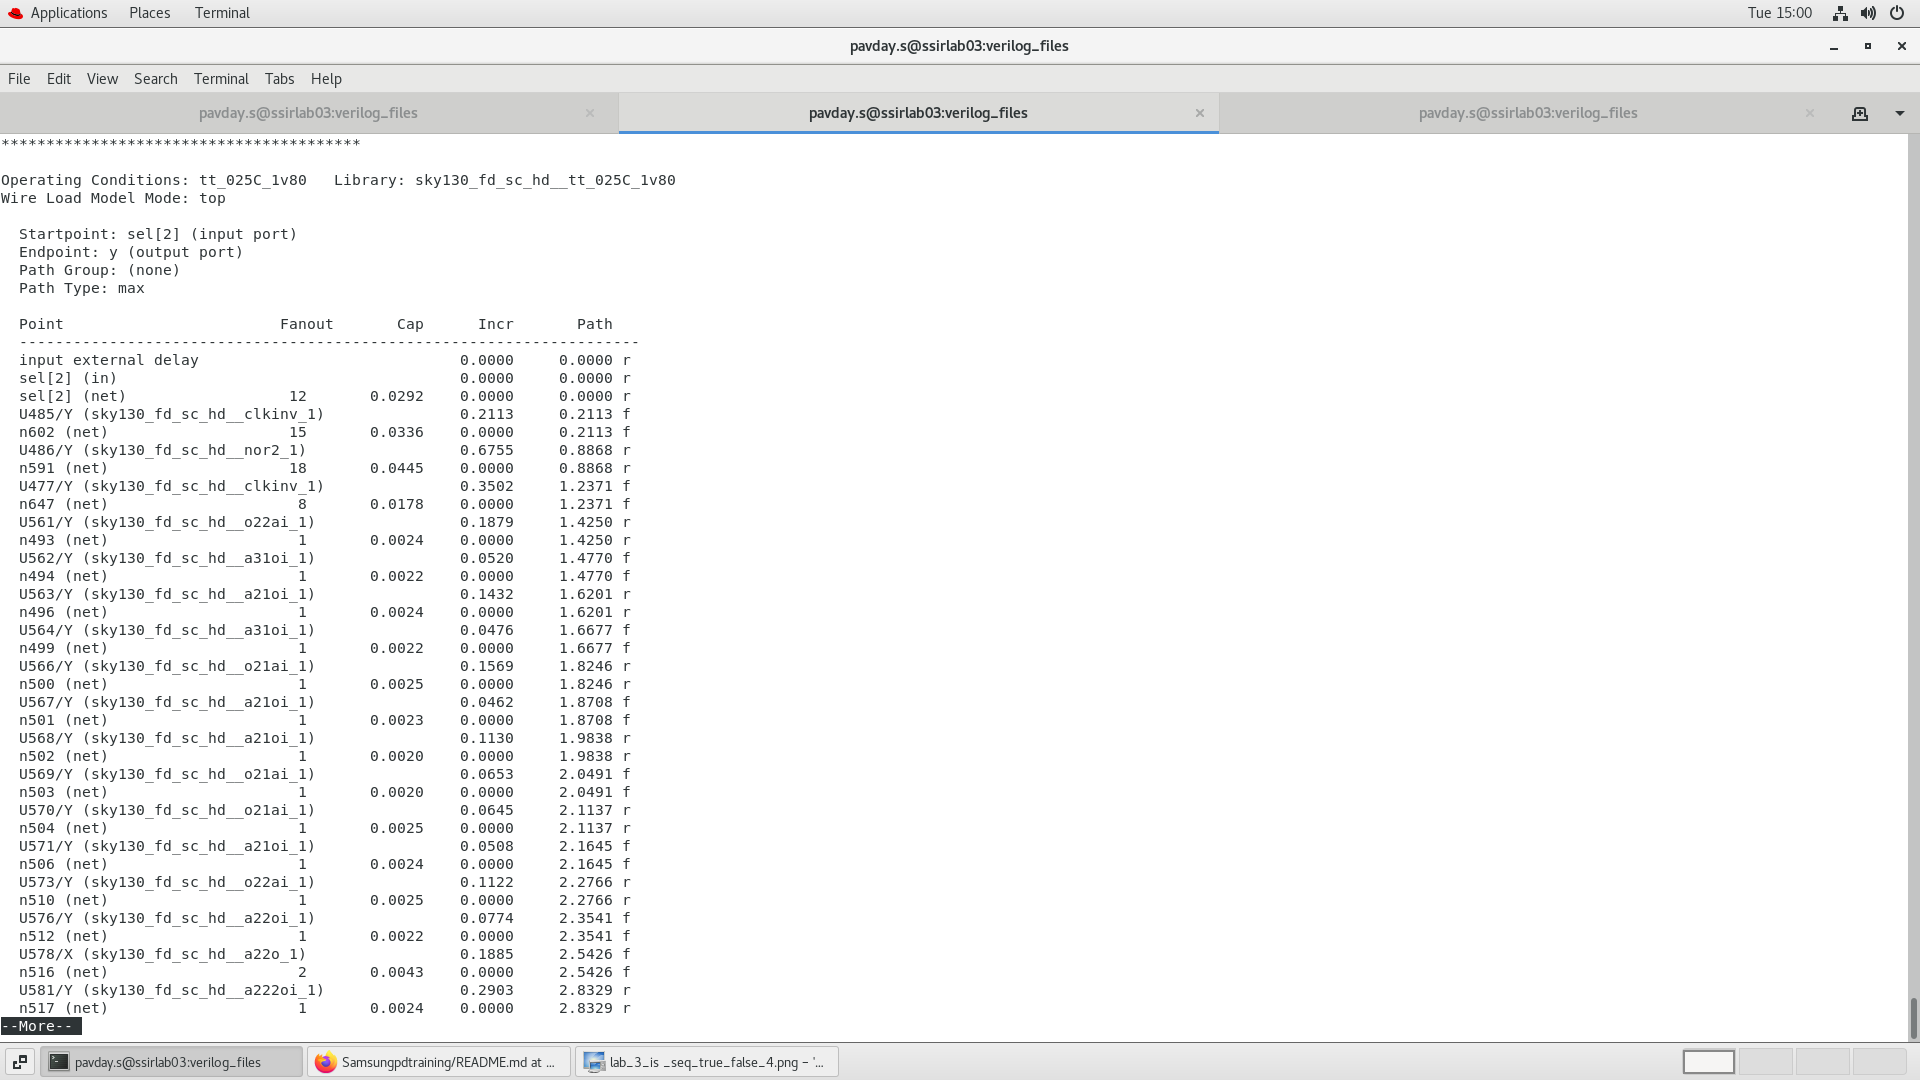 Applications Places Terminal Tue 15:00
pavday.s@ssirlab03:verilog_files
File Edit View Search Terminal Tabs Help
pavday.s@ssirlab03:verilog_files pavday.s@ssirlab03:verilog_files pavday.s@ssirlab03:verilog_files
****************************************
Operating Conditions: tt_025C_1v80   Library: sky130_fd_sc_hd__tt_025C_1v80
Wire Load Model Mode: top
  Startpoint: sel[2] (input port)
  Endpoint: y (output port)
  Path Group: (none)
  Path Type: max
  Point                        Fanout       Cap      Incr       Path
  ---------------------------------------------------------------------
  input external delay                             0.0000     0.0000 r
  sel[2] (in)                                      0.0000     0.0000 r
  sel[2] (net)                  12       0.0292    0.0000     0.0000 r
  U485/Y (sky130_fd_sc_hd__clkinv_1)               0.2113     0.2113 f
  n602 (net)                    15       0.0336    0.0000     0.2113 f
  U486/Y (sky130_fd_sc_hd__nor2_1)                 0.6755     0.8868 r
  n591 (net)                    18       0.0445    0.0000     0.8868 r
  U477/Y (sky130_fd_sc_hd__clkinv_1)               0.3502     1.2371 f
  n647 (net)                     8       0.0178    0.0000     1.2371 f
  U561/Y (sky130_fd_sc_hd__o22ai_1)                0.1879     1.4250 r
  n493 (net)                     1       0.0024    0.0000     1.4250 r
  U562/Y (sky130_fd_sc_hd__a31oi_1)                0.0520     1.4770 f
  n494 (net)                     1       0.0022    0.0000     1.4770 f
  U563/Y (sky130_fd_sc_hd__a21oi_1)                0.1432     1.6201 r
  n496 (net)                     1       0.0024    0.0000     1.6201 r
  U564/Y (sky130_fd_sc_hd__a31oi_1)                0.0476     1.6677 f
  n499 (net)                     1       0.0022    0.0000     1.6677 f
  U566/Y (sky130_fd_sc_hd__o21ai_1)                0.1569     1.8246 r
  n500 (net)                     1       0.0025    0.0000     1.8246 r
  U567/Y (sky130_fd_sc_hd__a21oi_1)                0.0462     1.8708 f
  n501 (net)                     1       0.0023    0.0000     1.8708 f
  U568/Y (sky130_fd_sc_hd__a21oi_1)                0.1130     1.9838 r
  n502 (net)                     1       0.0020    0.0000     1.9838 r
  U569/Y (sky130_fd_sc_hd__o21ai_1)                0.0653     2.0491 f
  n503 (net)                     1       0.0020    0.0000     2.0491 f
  U570/Y (sky130_fd_sc_hd__o21ai_1)                0.0645     2.1137 r
  n504 (net)                     1       0.0025    0.0000     2.1137 r
  U571/Y (sky130_fd_sc_hd__a21oi_1)                0.0508     2.1645 f
  n506 (net)                     1       0.0024    0.0000     2.1645 f
  U573/Y (sky130_fd_sc_hd__o22ai_1)                0.1122     2.2766 r
  n510 (net)                     1       0.0025    0.0000     2.2766 r
  U576/Y (sky130_fd_sc_hd__a22oi_1)                0.0774     2.3541 f
  n512 (net)                     1       0.0022    0.0000     2.3541 f
  U578/X (sky130_fd_sc_hd__a22o_1)                 0.1885     2.5426 f
  n516 (net)                     2       0.0043    0.0000     2.5426 f
  U581/Y (sky130_fd_sc_hd__a222oi_1)               0.2903     2.8329 r
  n517 (net)                     1       0.0024    0.0000     2.8329 r
--More--
pavday.s@ssirlab03:verilog_files Samsungpdtraining/README.md at ... lab_3_is _seq_true_false_4.png – '...